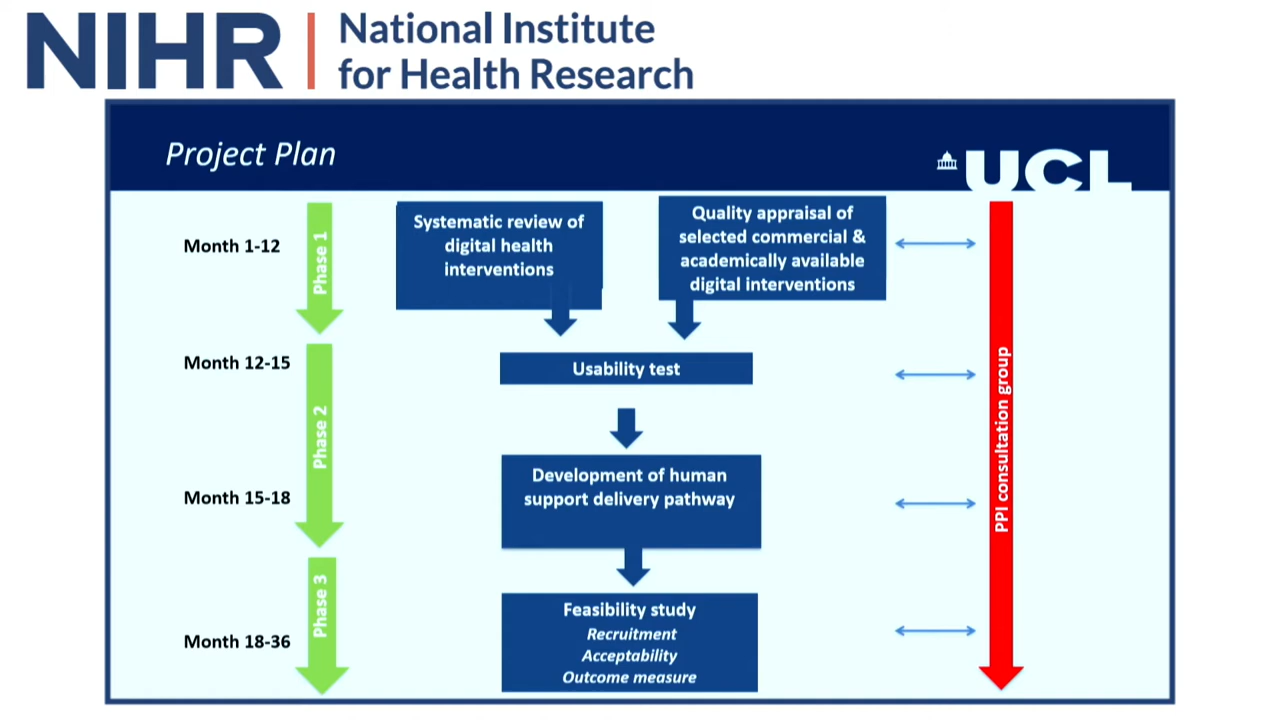 NIHR
National Institute
for Health Research
Project Plan
UCL
Month 1-12
Phase 1
Systematic review of
digital health
interventions
Quality appraisal of
selected commercial &
academically available
digital interventions
Month 12-15
Phase 2
Usability test
PPI consultation group
Month 15-18
Development of human
support delivery pathway
Month 18-36
Phase 3
Feasibility study
Recruitment
Acceptability
Outcome measure